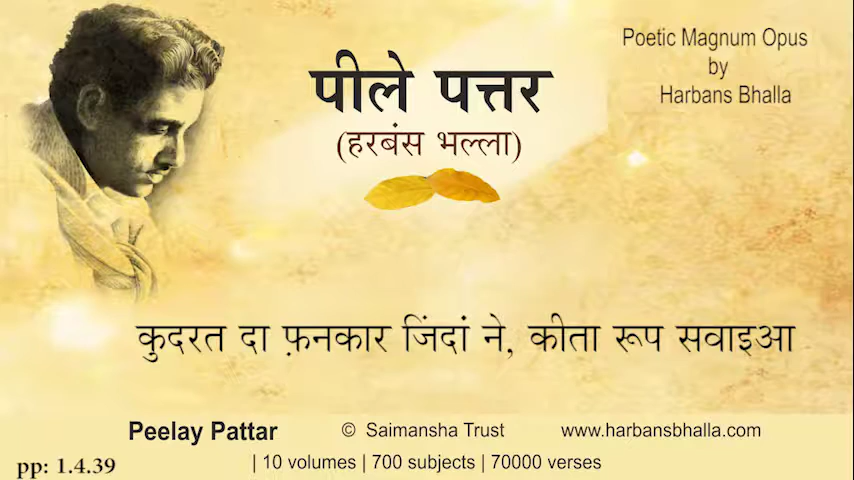 पीले पत्तर
(हरबंस भल्ला)
Poetic Magnum Opus
by
Harbans Bhalla
कुदरत दा फ़नकार जिंदां ने, कीता रूप सवाइआ
Peelay Pattar © Saimansha Trust www.harbansbhalla.com
pp: 1.4.39 | 10 volumes | 700 subjects | 70000 verses